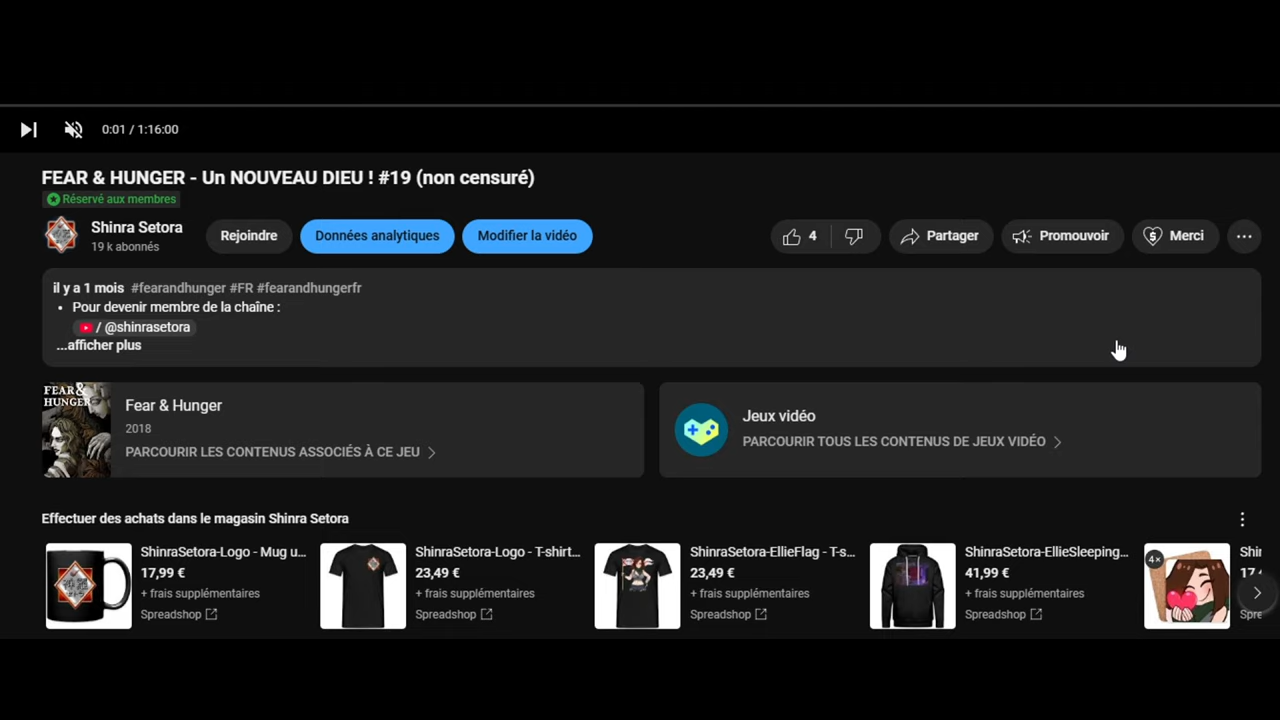 0:01 / 1:16:00
FEAR & HUNGER - Un NOUVEAU DIEU ! #19 (non censuré)
Réservé aux membres
Shinra Setora
19 k abonnés
Rejoindre
Données analytiques
Modifier la vidéo
4
Partager
Promouvoir
Merci
il y a 1 mois #fearandhunger #FR #fearandhungerfr
• Pour devenir membre de la chaîne :
/ @shinrasetora
...afficher plus
FEAR &
HUNGER
Fear & Hunger
2018
PARCOURIR LES CONTENUS ASSOCIÉS À CE JEU
Jeux vidéo
PARCOURIR TOUS LES CONTENUS DE JEUX VIDÉO
Effectuer des achats dans le magasin Shinra Setora
ShinraSetora-Logo - Mug u...
17,99 €
+ frais supplémentaires
Spreadshop
ShinraSetora-Logo - T-shirt...
23,49 €
+ frais supplémentaires
Spreadshop
ShinraSetora-EllieFlag - T-s...
23,49 €
+ frais supplémentaires
Spreadshop
ShinraSetora-EllieSleeping...
41,99 €
+ frais supplémentaires
Spreadshop
4×
Shir
17,
Spre